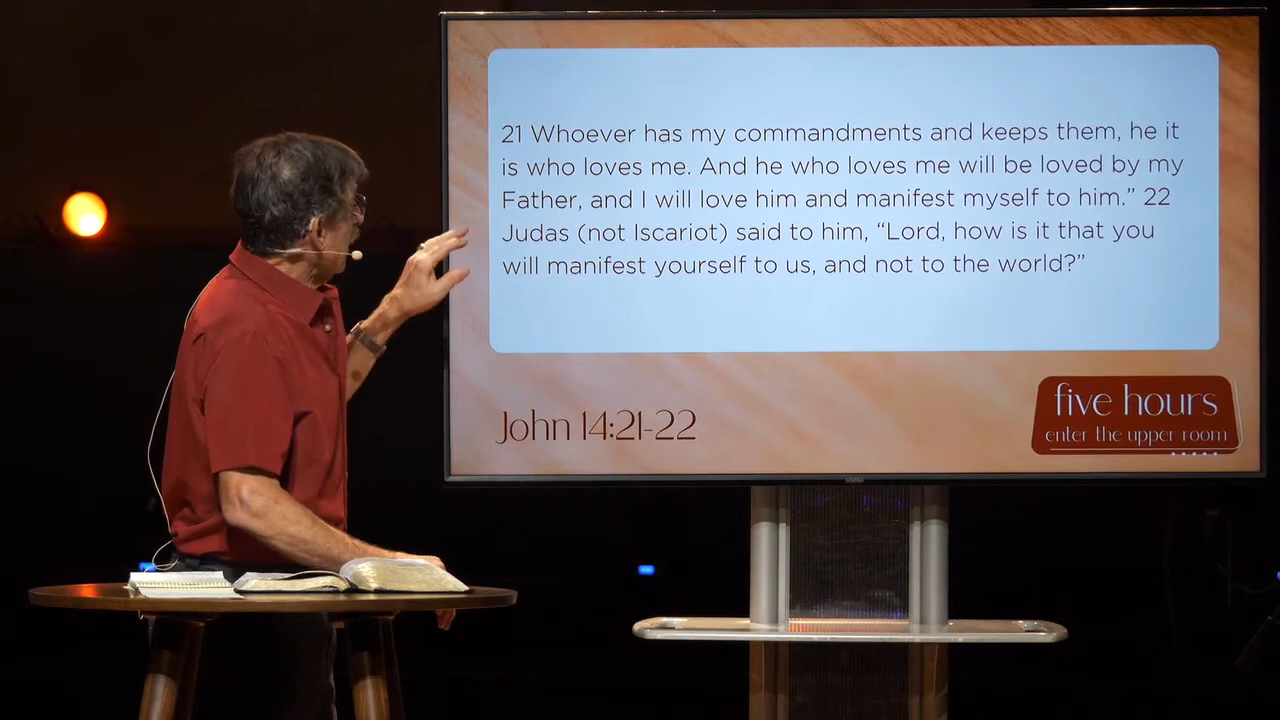 21 Whoever has my commandments and keeps them, he it
is who loves me. And he who loves me will be loved by my
Father, and I will love him and manifest myself to him.” 22
Judas (not Iscariot) said to him, “Lord, how is it that you
will manifest yourself to us, and not to the world?”
John 14:21-22
five hours
enter the upper room